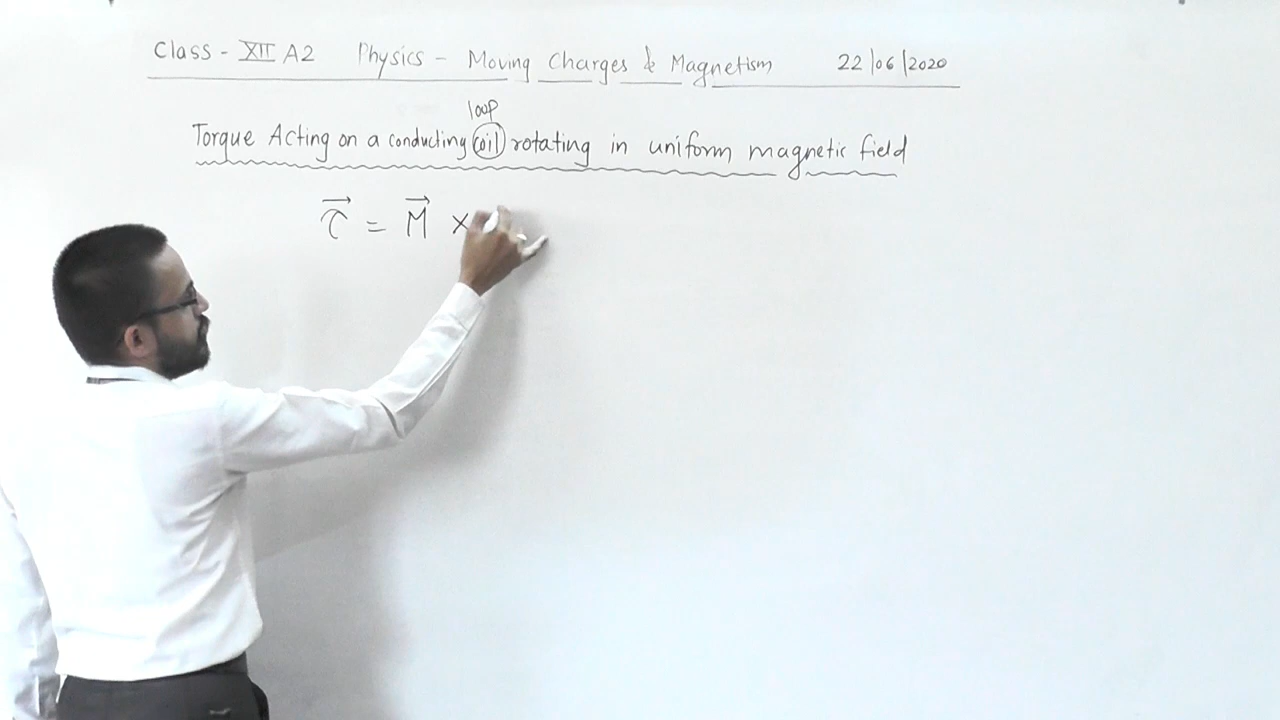 Class - XII A2 Physics - Moving Charges & Magnetism 22/06/2020
loop
Torque Acting on a conducting coil rotating in uniform magnetic field
τ⃗ = M⃗ ×